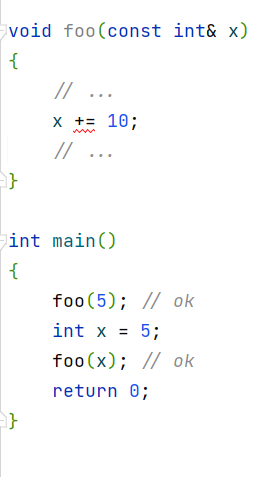 void foo(const int& x)
{
    // ...
    x += 10;
    // ...
}

int main()
{
    foo(5); // ok
    int x = 5;
    foo(x); // ok
    return 0;
}